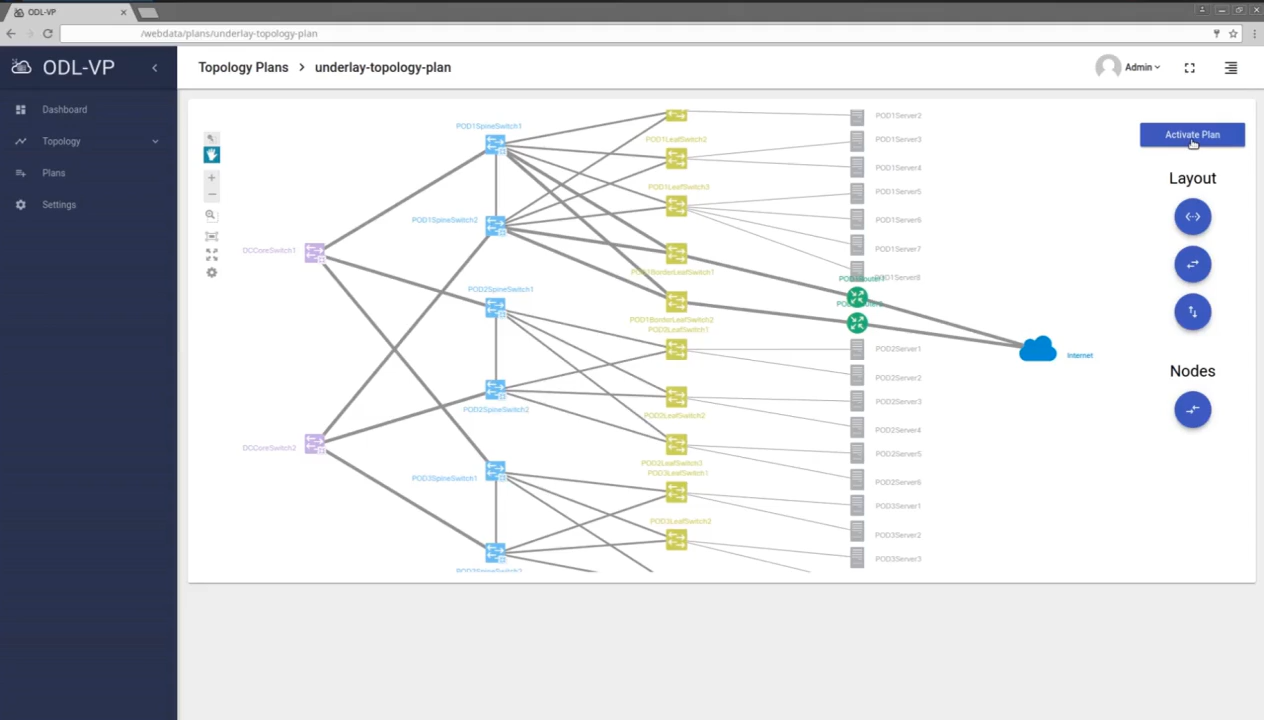 ODL-VP
/webdata/plans/underlay-topology-plan
ODL-VP
Topology Plans > underlay-topology-plan
Admin
Dashboard
Topology
Plans
Settings
Activate Plan
Layout
Nodes
DCCoreSwitch1
DCCoreSwitch2
POD1SpineSwitch1
POD1SpineSwitch2
POD2SpineSwitch1
POD2SpineSwitch2
POD3SpineSwitch1
POD1LeafSwitch2
POD1LeafSwitch3
POD1BorderLeafSwitch1
POD1BorderLeafSwitch2
POD2LeafSwitch1
POD2LeafSwitch2
POD2LeafSwitch3
POD3LeafSwitch1
POD3LeafSwitch2
POD1Server2
POD1Server3
POD1Server4
POD1Server5
POD1Server6
POD1Server7
POD1Server8
POD2Server1
POD2Server2
POD2Server3
POD2Server4
POD2Server5
POD2Server6
POD3Server1
POD3Server2
POD3Server3
Internet